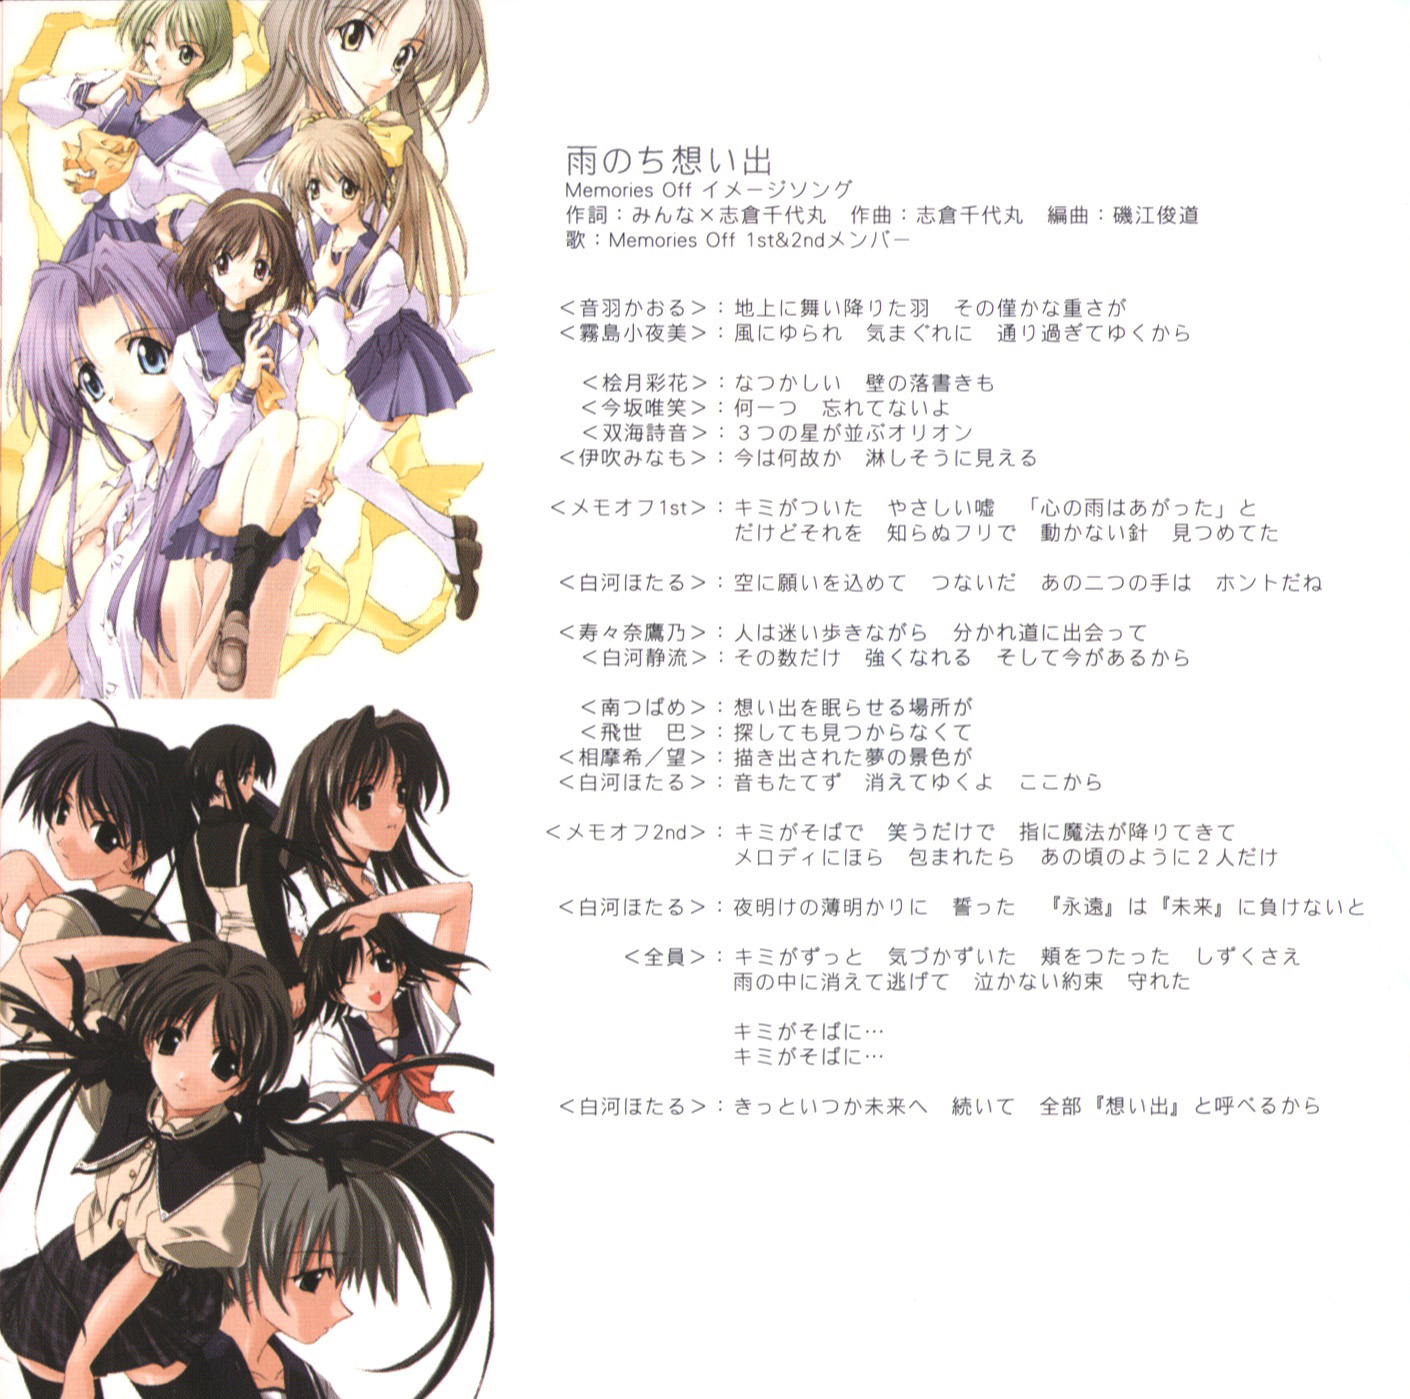 雨のち想い出
Memories Off イメージソング
作詞：みんな×志倉千代丸　作曲：志倉千代丸　編曲：磯江俊道
歌：Memories Off 1st&2ndメンバー
＜音羽かおる＞：地上に舞い降りた羽　その僅かな重さが
＜霧島小夜美＞：風にゆられ　気まぐれに　通り過ぎてゆくから
＜桧月彩花＞：なつかしい　壁の落書きも
＜今坂唯笑＞：何一つ　忘れてないよ
＜双海詩音＞：３つの星が並ぶオリオン
＜伊吹みなも＞：今は何故か　淋しそうに見える
＜メモオフ1st＞：キミがついた　やさしい嘘　「心の雨はあがった」と
だけどそれを　知らぬフリで　動かない針　見つめてた
＜白河ほたる＞：空に願いを込めて　つないだ　あの二つの手は　ホントだね
＜寿々奈鷹乃＞：人は迷い歩きながら　分かれ道に出会って
＜白河静流＞：その数だけ　強くなれる　そして今があるから
＜南つばめ＞：想い出を眠らせる場所が
＜飛世　巴＞：探しても見つからなくて
＜相摩希／望＞：描き出された夢の景色が
＜白河ほたる＞：音もたてず　消えてゆくよ　ここから
＜メモオフ2nd＞：キミがそばで　笑うだけで　指に魔法が降りてきて
メロディにほら　包まれたら　あの頃のように２人だけ
＜白河ほたる＞：夜明けの薄明かりに　誓った　『永遠』は『未来』に負けないと
＜全員＞：キミがずっと　気づかずいた　頬をつたった　しずくさえ
雨の中に消えて逃げて　泣かない約束　守れた
キミがそばに…
キミがそばに…
＜白河ほたる＞：きっといつか未来へ　続いて　全部『想い出』と呼べるから